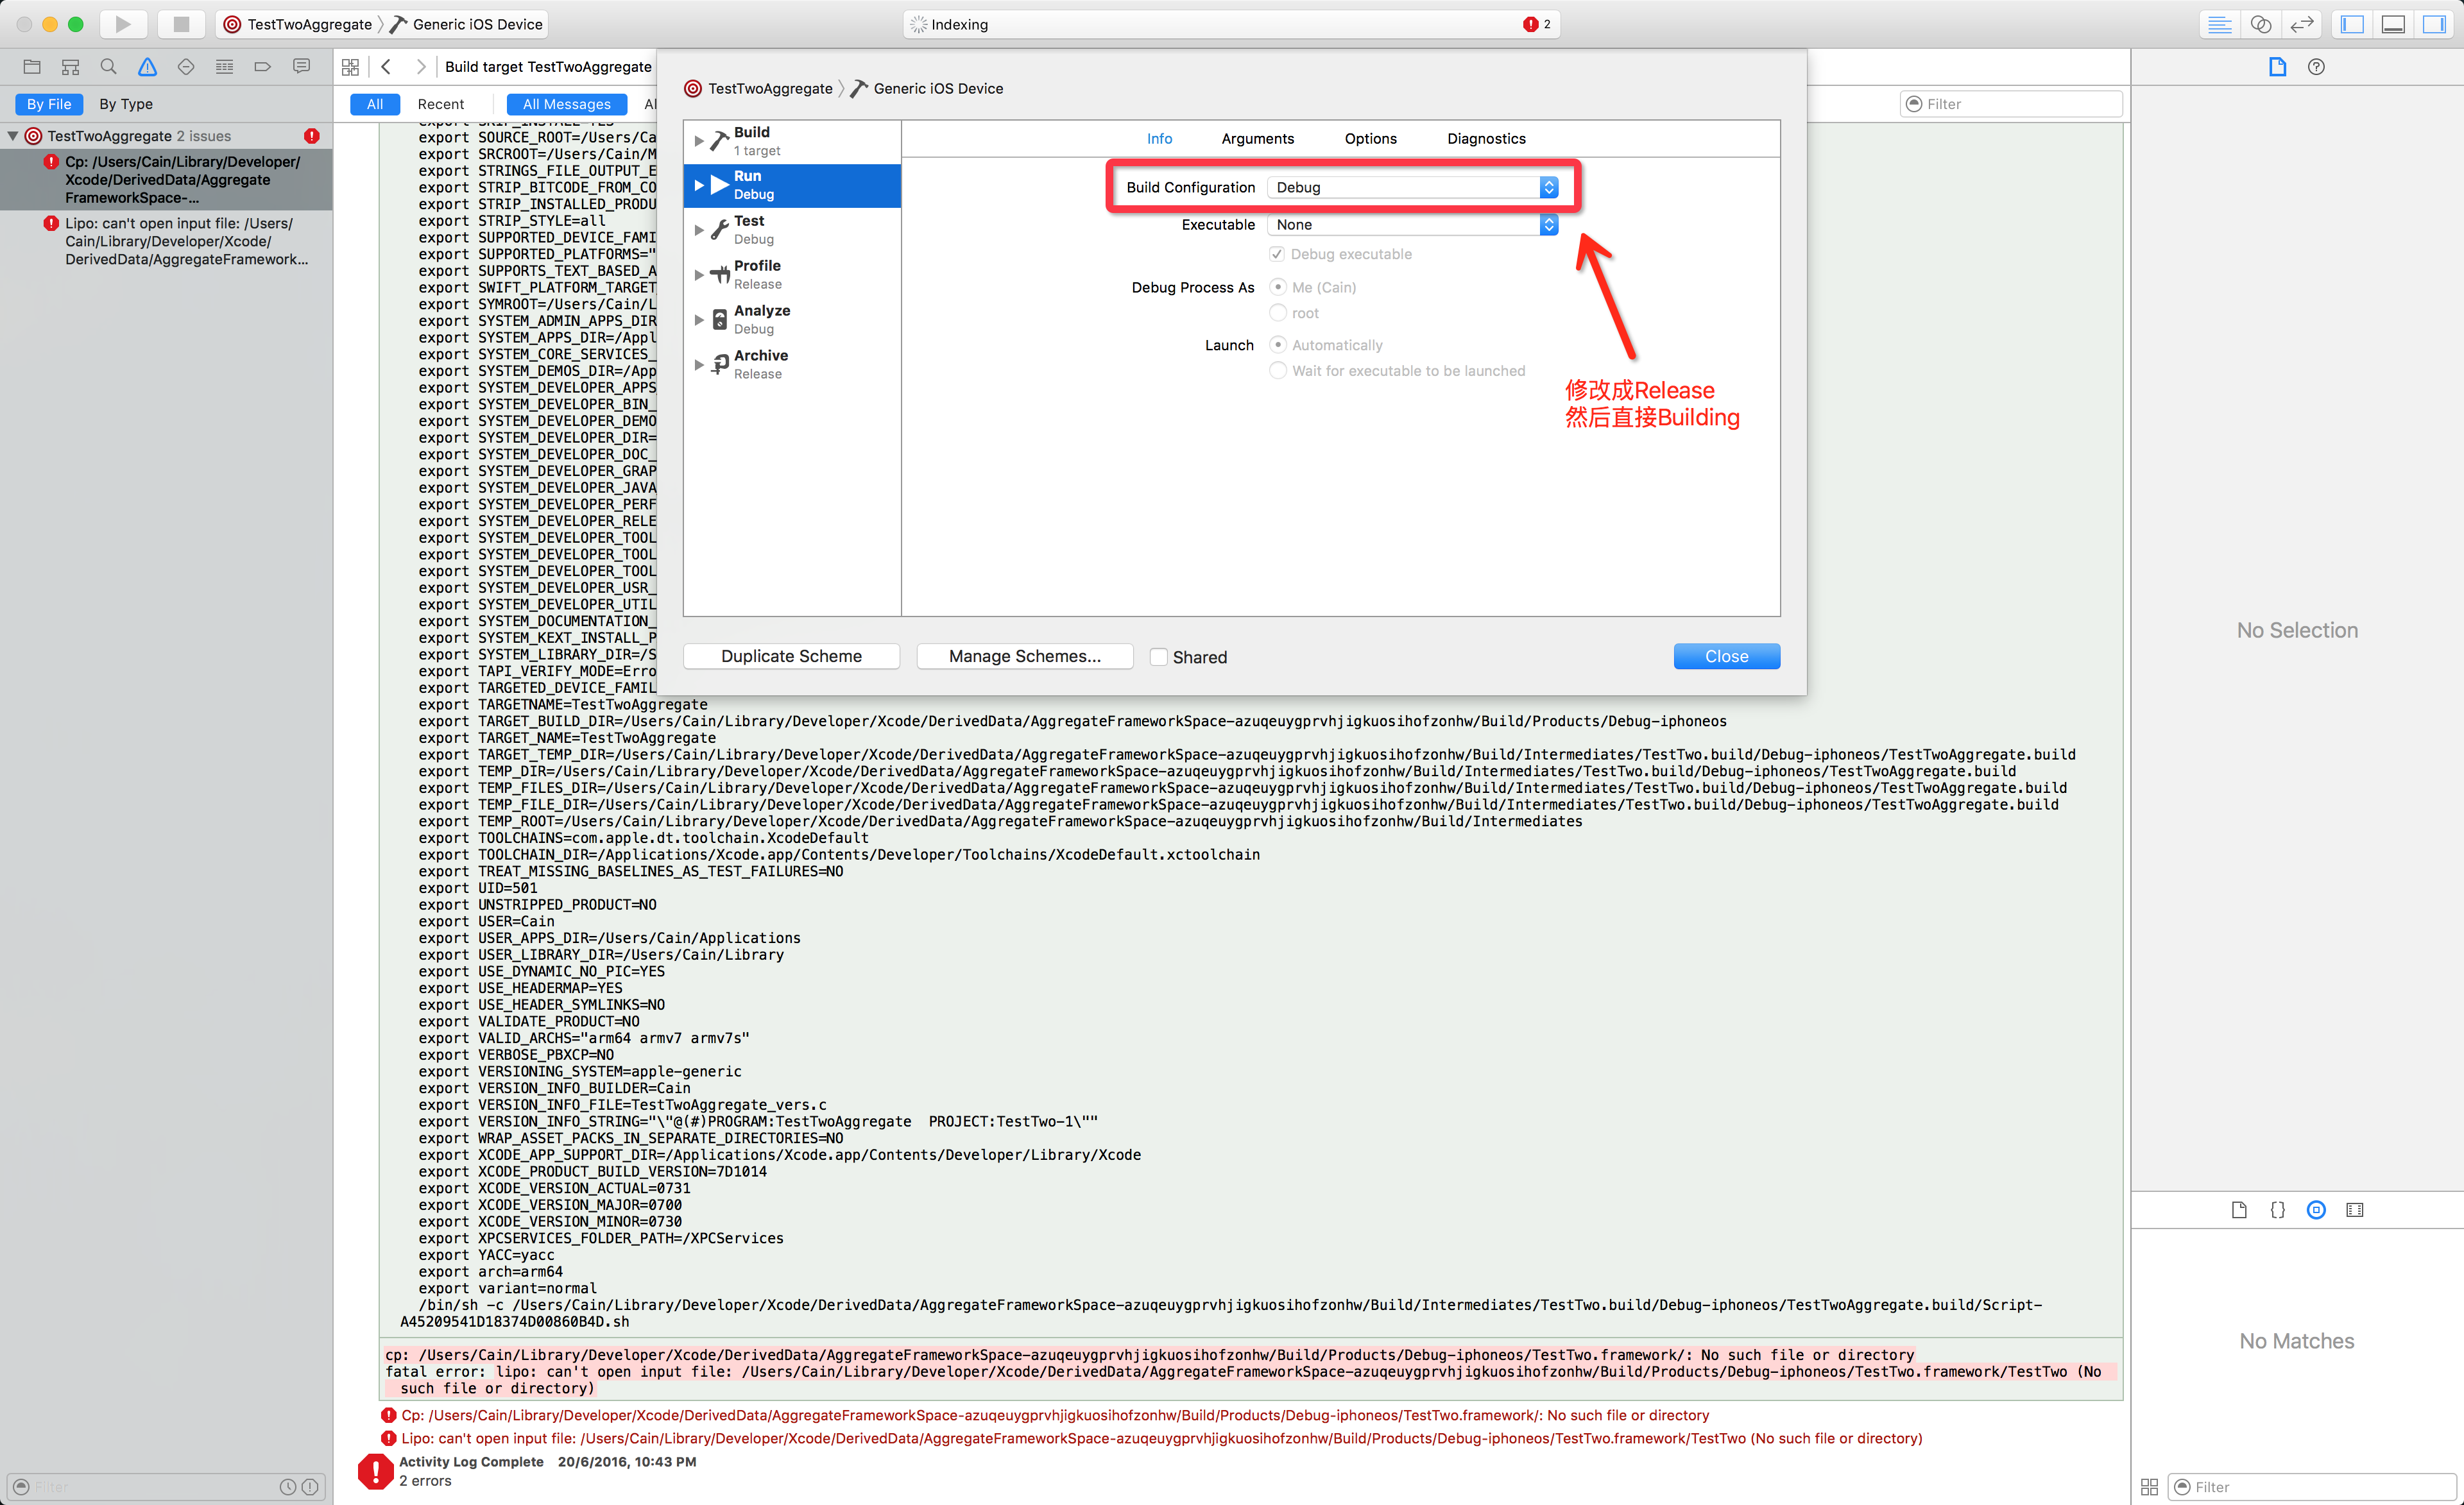 TestTwoAggregate 〉 Generic iOS Device
Indexing
2
Build target TestTwoAggregate
By File By Type
All Recent All Messages
Filter
TestTwoAggregate 2 issues
Cp: /Users/Cain/Library/Developer/
Xcode/DerivedData/Aggregate
FrameworkSpace-...
Lipo: can't open input file: /Users/
Cain/Library/Developer/Xcode/
DerivedData/AggregateFramework...
Filter
TestTwoAggregate 〉 Generic iOS Device
Build
1 target
Run
Debug
Test
Debug
Profile
Release
Analyze
Debug
Archive
Release
Info Arguments Options Diagnostics
Build Configuration Debug
Executable None
Debug executable
Debug Process As Me (Cain)
root
Launch Automatically
Wait for executable to be launched
修改成Release
然后直接Building
Duplicate Scheme Manage Schemes... Shared Close
export SOURCE_ROOT=/Users/Ca
export SRCROOT=/Users/Cain/M
export STRINGS_FILE_OUTPUT_E
export STRIP_BITCODE_FROM_CO
export STRIP_INSTALLED_PRODU
export STRIP_STYLE=all
export SUPPORTED_DEVICE_FAMI
export SUPPORTED_PLATFORMS="
export SUPPORTS_TEXT_BASED_A
export SWIFT_PLATFORM_TARGET
export SYMROOT=/Users/Cain/L
export SYSTEM_ADMIN_APPS_DIR
export SYSTEM_APPS_DIR=/Appl
export SYSTEM_CORE_SERVICES_
export SYSTEM_DEMOS_DIR=/App
export SYSTEM_DEVELOPER_APPS
export SYSTEM_DEVELOPER_BIN_
export SYSTEM_DEVELOPER_DEMO
export SYSTEM_DEVELOPER_DIR=
export SYSTEM_DEVELOPER_DOC_
export SYSTEM_DEVELOPER_GRAP
export SYSTEM_DEVELOPER_JAVA
export SYSTEM_DEVELOPER_PERF
export SYSTEM_DEVELOPER_RELE
export SYSTEM_DEVELOPER_TOOL
export SYSTEM_DEVELOPER_TOOL
export SYSTEM_DEVELOPER_TOOL
export SYSTEM_DEVELOPER_USR_
export SYSTEM_DEVELOPER_UTIL
export SYSTEM_DOCUMENTATION_
export SYSTEM_KEXT_INSTALL_P
export SYSTEM_LIBRARY_DIR=/S
export TAPI_VERIFY_MODE=Erro
export TARGETED_DEVICE_FAMIL
export TARGETNAME=TestTwoAggregate
export TARGET_BUILD_DIR=/Users/Cain/Library/Developer/Xcode/DerivedData/AggregateFrameworkSpace-azuqeuygprvhjigkuosihofzonhw/Build/Products/Debug-iphoneos
export TARGET_NAME=TestTwoAggregate
export TARGET_TEMP_DIR=/Users/Cain/Library/Developer/Xcode/DerivedData/AggregateFrameworkSpace-azuqeuygprvhjigkuosihofzonhw/Build/Intermediates/TestTwo.build/Debug-iphoneos/TestTwoAggregate.build
export TEMP_DIR=/Users/Cain/Library/Developer/Xcode/DerivedData/AggregateFrameworkSpace-azuqeuygprvhjigkuosihofzonhw/Build/Intermediates/TestTwo.build/Debug-iphoneos/TestTwoAggregate.build
export TEMP_FILES_DIR=/Users/Cain/Library/Developer/Xcode/DerivedData/AggregateFrameworkSpace-azuqeuygprvhjigkuosihofzonhw/Build/Intermediates/TestTwo.build/Debug-iphoneos/TestTwoAggregate.build
export TEMP_FILE_DIR=/Users/Cain/Library/Developer/Xcode/DerivedData/AggregateFrameworkSpace-azuqeuygprvhjigkuosihofzonhw/Build/Intermediates/TestTwo.build/Debug-iphoneos/TestTwoAggregate.build
export TEMP_ROOT=/Users/Cain/Library/Developer/Xcode/DerivedData/AggregateFrameworkSpace-azuqeuygprvhjigkuosihofzonhw/Build/Intermediates
export TOOLCHAINS=com.apple.dt.toolchain.XcodeDefault
export TOOLCHAIN_DIR=/Applications/Xcode.app/Contents/Developer/Toolchains/XcodeDefault.xctoolchain
export TREAT_MISSING_BASELINES_AS_TEST_FAILURES=NO
export UID=501
export UNSTRIPPED_PRODUCT=NO
export USER=Cain
export USER_APPS_DIR=/Users/Cain/Applications
export USER_LIBRARY_DIR=/Users/Cain/Library
export USE_DYNAMIC_NO_PIC=YES
export USE_HEADERMAP=YES
export USE_HEADER_SYMLINKS=NO
export VALIDATE_PRODUCT=NO
export VALID_ARCHS="arm64 armv7 armv7s"
export VERBOSE_PBXCP=NO
export VERSIONING_SYSTEM=apple-generic
export VERSION_INFO_BUILDER=Cain
export VERSION_INFO_FILE=TestTwoAggregate_vers.c
export VERSION_INFO_STRING="\"@(#)PROGRAM:TestTwoAggregate  PROJECT:TestTwo-1\""
export WRAP_ASSET_PACKS_IN_SEPARATE_DIRECTORIES=NO
export XCODE_APP_SUPPORT_DIR=/Applications/Xcode.app/Contents/Developer/Library/Xcode
export XCODE_PRODUCT_BUILD_VERSION=7D1014
export XCODE_VERSION_ACTUAL=0731
export XCODE_VERSION_MAJOR=0700
export XCODE_VERSION_MINOR=0730
export XPCSERVICES_FOLDER_PATH=/XPCServices
export YACC=yacc
export arch=arm64
export variant=normal
/bin/sh -c /Users/Cain/Library/Developer/Xcode/DerivedData/AggregateFrameworkSpace-azuqeuygprvhjigkuosihofzonhw/Build/Intermediates/TestTwo.build/Debug-iphoneos/TestTwoAggregate.build/Script-
A45209541D18374D00860B4D.sh
cp: /Users/Cain/Library/Developer/Xcode/DerivedData/AggregateFrameworkSpace-azuqeuygprvhjigkuosihofzonhw/Build/Products/Debug-iphoneos/TestTwo.framework/: No such file or directory
fatal error: lipo: can't open input file: /Users/Cain/Library/Developer/Xcode/DerivedData/AggregateFrameworkSpace-azuqeuygprvhjigkuosihofzonhw/Build/Products/Debug-iphoneos/TestTwo.framework/TestTwo (No
such file or directory)
Cp: /Users/Cain/Library/Developer/Xcode/DerivedData/AggregateFrameworkSpace-azuqeuygprvhjigkuosihofzonhw/Build/Products/Debug-iphoneos/TestTwo.framework/: No such file or directory
Lipo: can't open input file: /Users/Cain/Library/Developer/Xcode/DerivedData/AggregateFrameworkSpace-azuqeuygprvhjigkuosihofzonhw/Build/Products/Debug-iphoneos/TestTwo.framework/TestTwo (No such file or directory)
Activity Log Complete 20/6/2016, 10:43 PM
2 errors
No Selection
No Matches
Filter